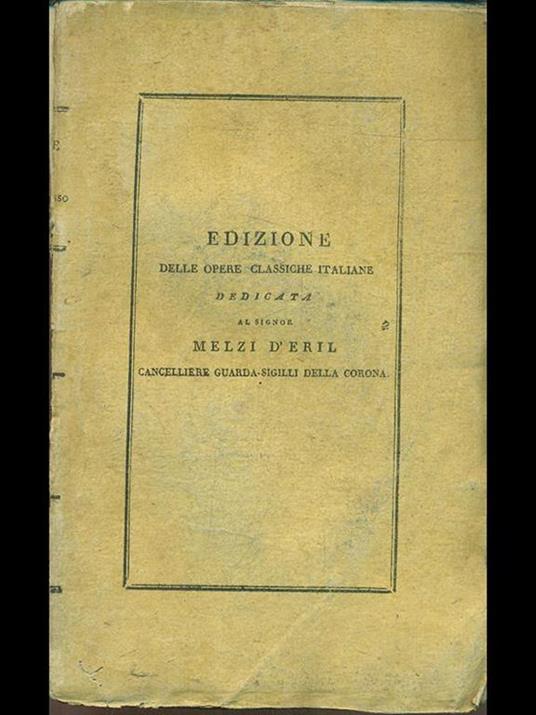 EDIZIONE
DELLE OPERE CLASSICHE ITALIANE
DEDICATA
AL SIGNOR
MELZI D'ERIL
CANCELLIERE GUARDA-SIGILLI DELLA CORONA.